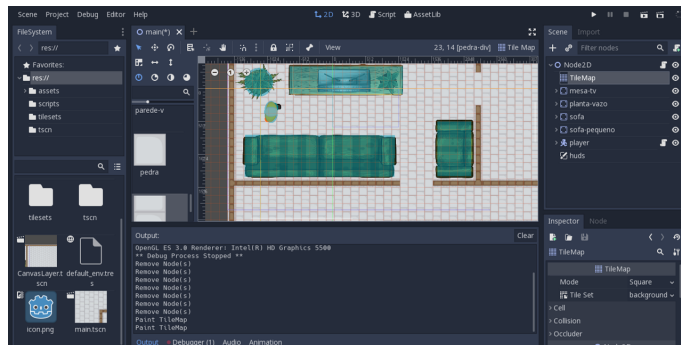 Scene Project Debug Editor Help
2D 3D Script AssetLib
FileSystem
res://
Favorites:
res://
assets
scripts
tilesets
tscn
tilesets
tscn
CanvasLayer.t
scn
default_env.tre
s
icon.png
main.tscn
main(*)
View
23, 14 [pedra-div] TileMap
parede-v
pedra
Output:
Clear
OpenGL ES 3.0 Renderer: Intel(R) HD Graphics 5500
** Debug Process Stopped **
Remove Node(s)
Remove Node(s)
Remove Node(s)
Remove Node(s)
Remove Node(s)
Remove Node(s)
Remove Node(s)
Paint TileMap
Paint TileMap
Output Debugger (1) Audio Animation
Scene Import
Filter nodes
Node2D
TileMap
mesa-tv
planta-vazo
sofa
sofa-pequeno
player
huds
Inspector Node
TileMap
TileMap
Mode Square
Tile Set background
Cell
Collision
Occluder